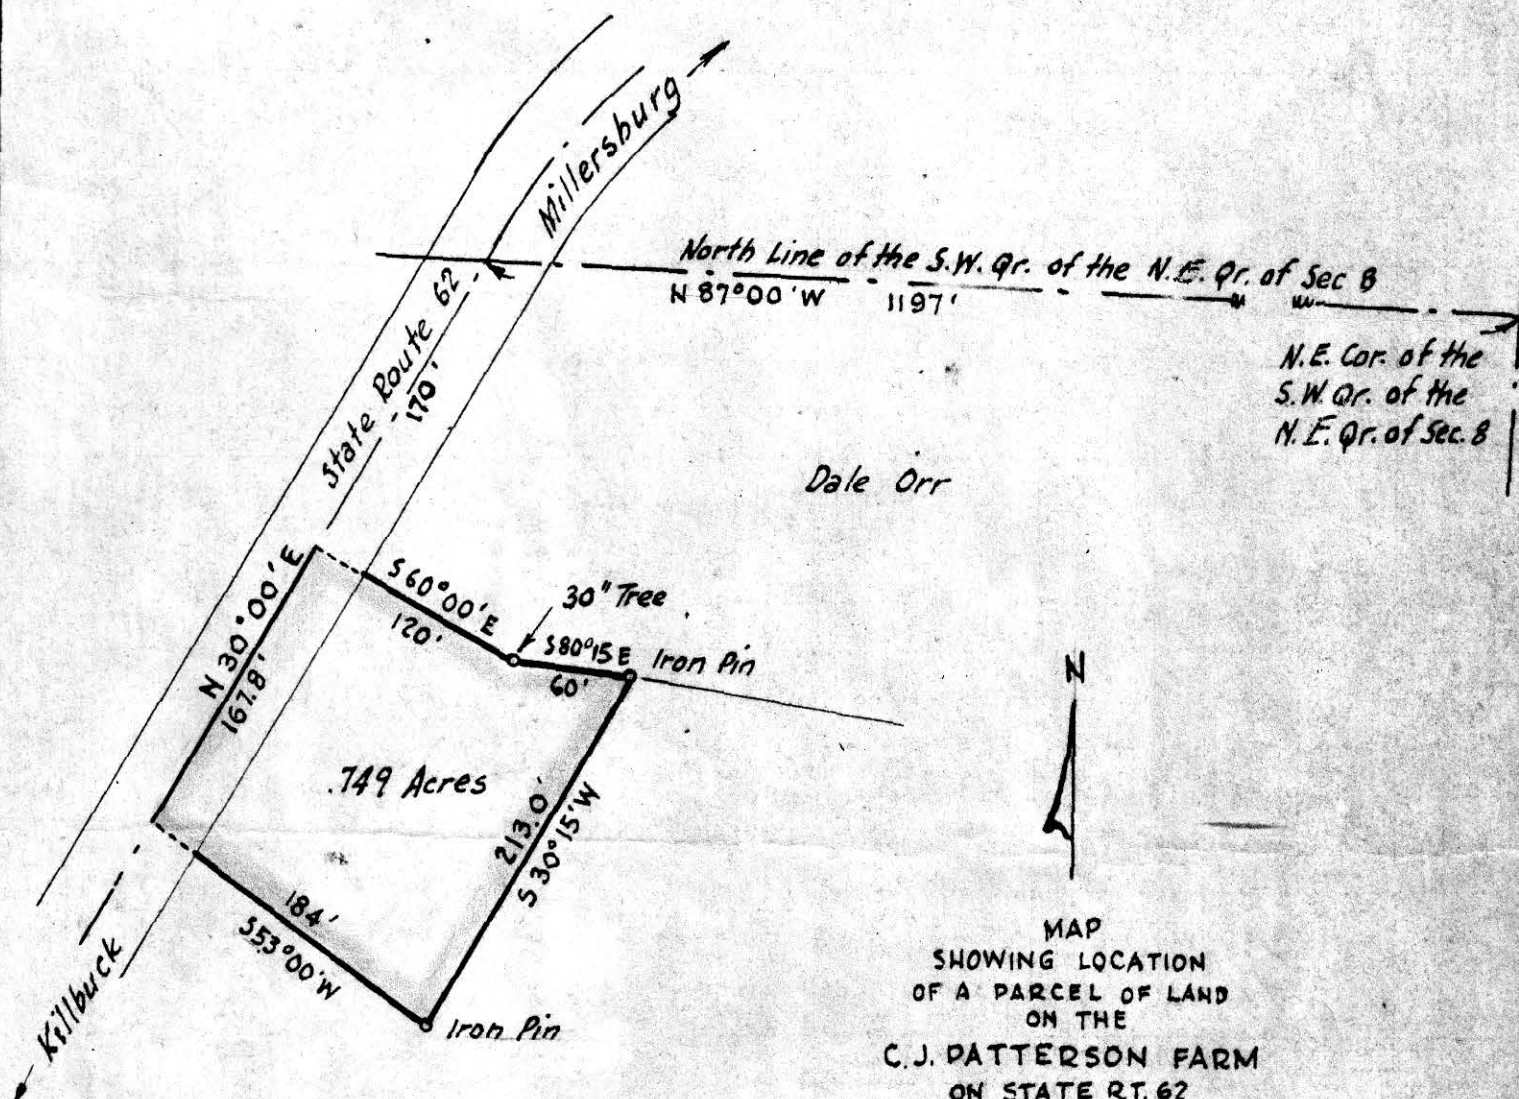 Millersburg
North Line of the S.W. Qr. of the N.E. Qr. of Sec 8
N 87°00'W 1197'
State Route 62
170'
N.E. Cor. of the
S.W. Qr. of the
N.E. Qr. of Sec. 8
Dale Orr
N 30°00'E
167.8'
S 60°00'E
120'
30" Tree
S80°15 E
60'
Iron Pin
N
.749 Acres
213.0'
S 30°15'W
184'
S53°00'W
Iron Pin
Killbuck
MAP
SHOWING LOCATION
OF A PARCEL OF LAND
ON THE
C.J. PATTERSON FARM
ON STATE RT. 62